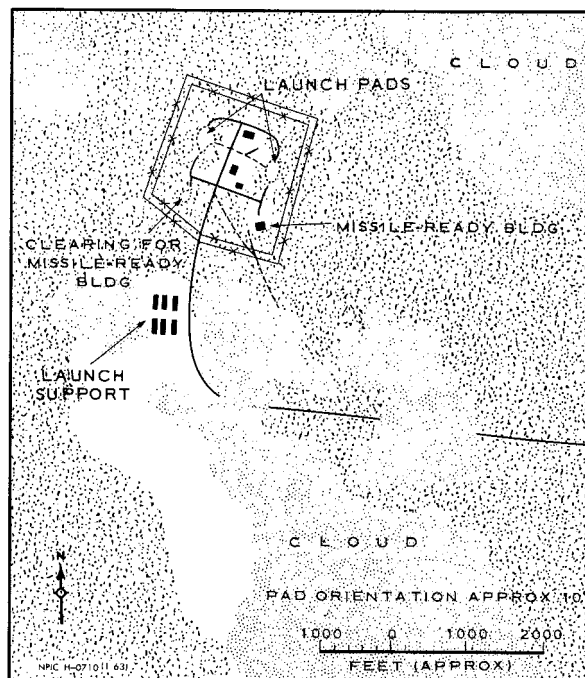 CLOUD
LAUNCH PADS
MISSILE-READY BLDG
CLEARING FOR
MISSILE-READY
BLDG
LAUNCH
SUPPORT
CLOUD
N
PAD ORIENTATION APPROX 10
1000 0 1000 2000
FEET (APPROX)
NPIC H-0710 (1 63)